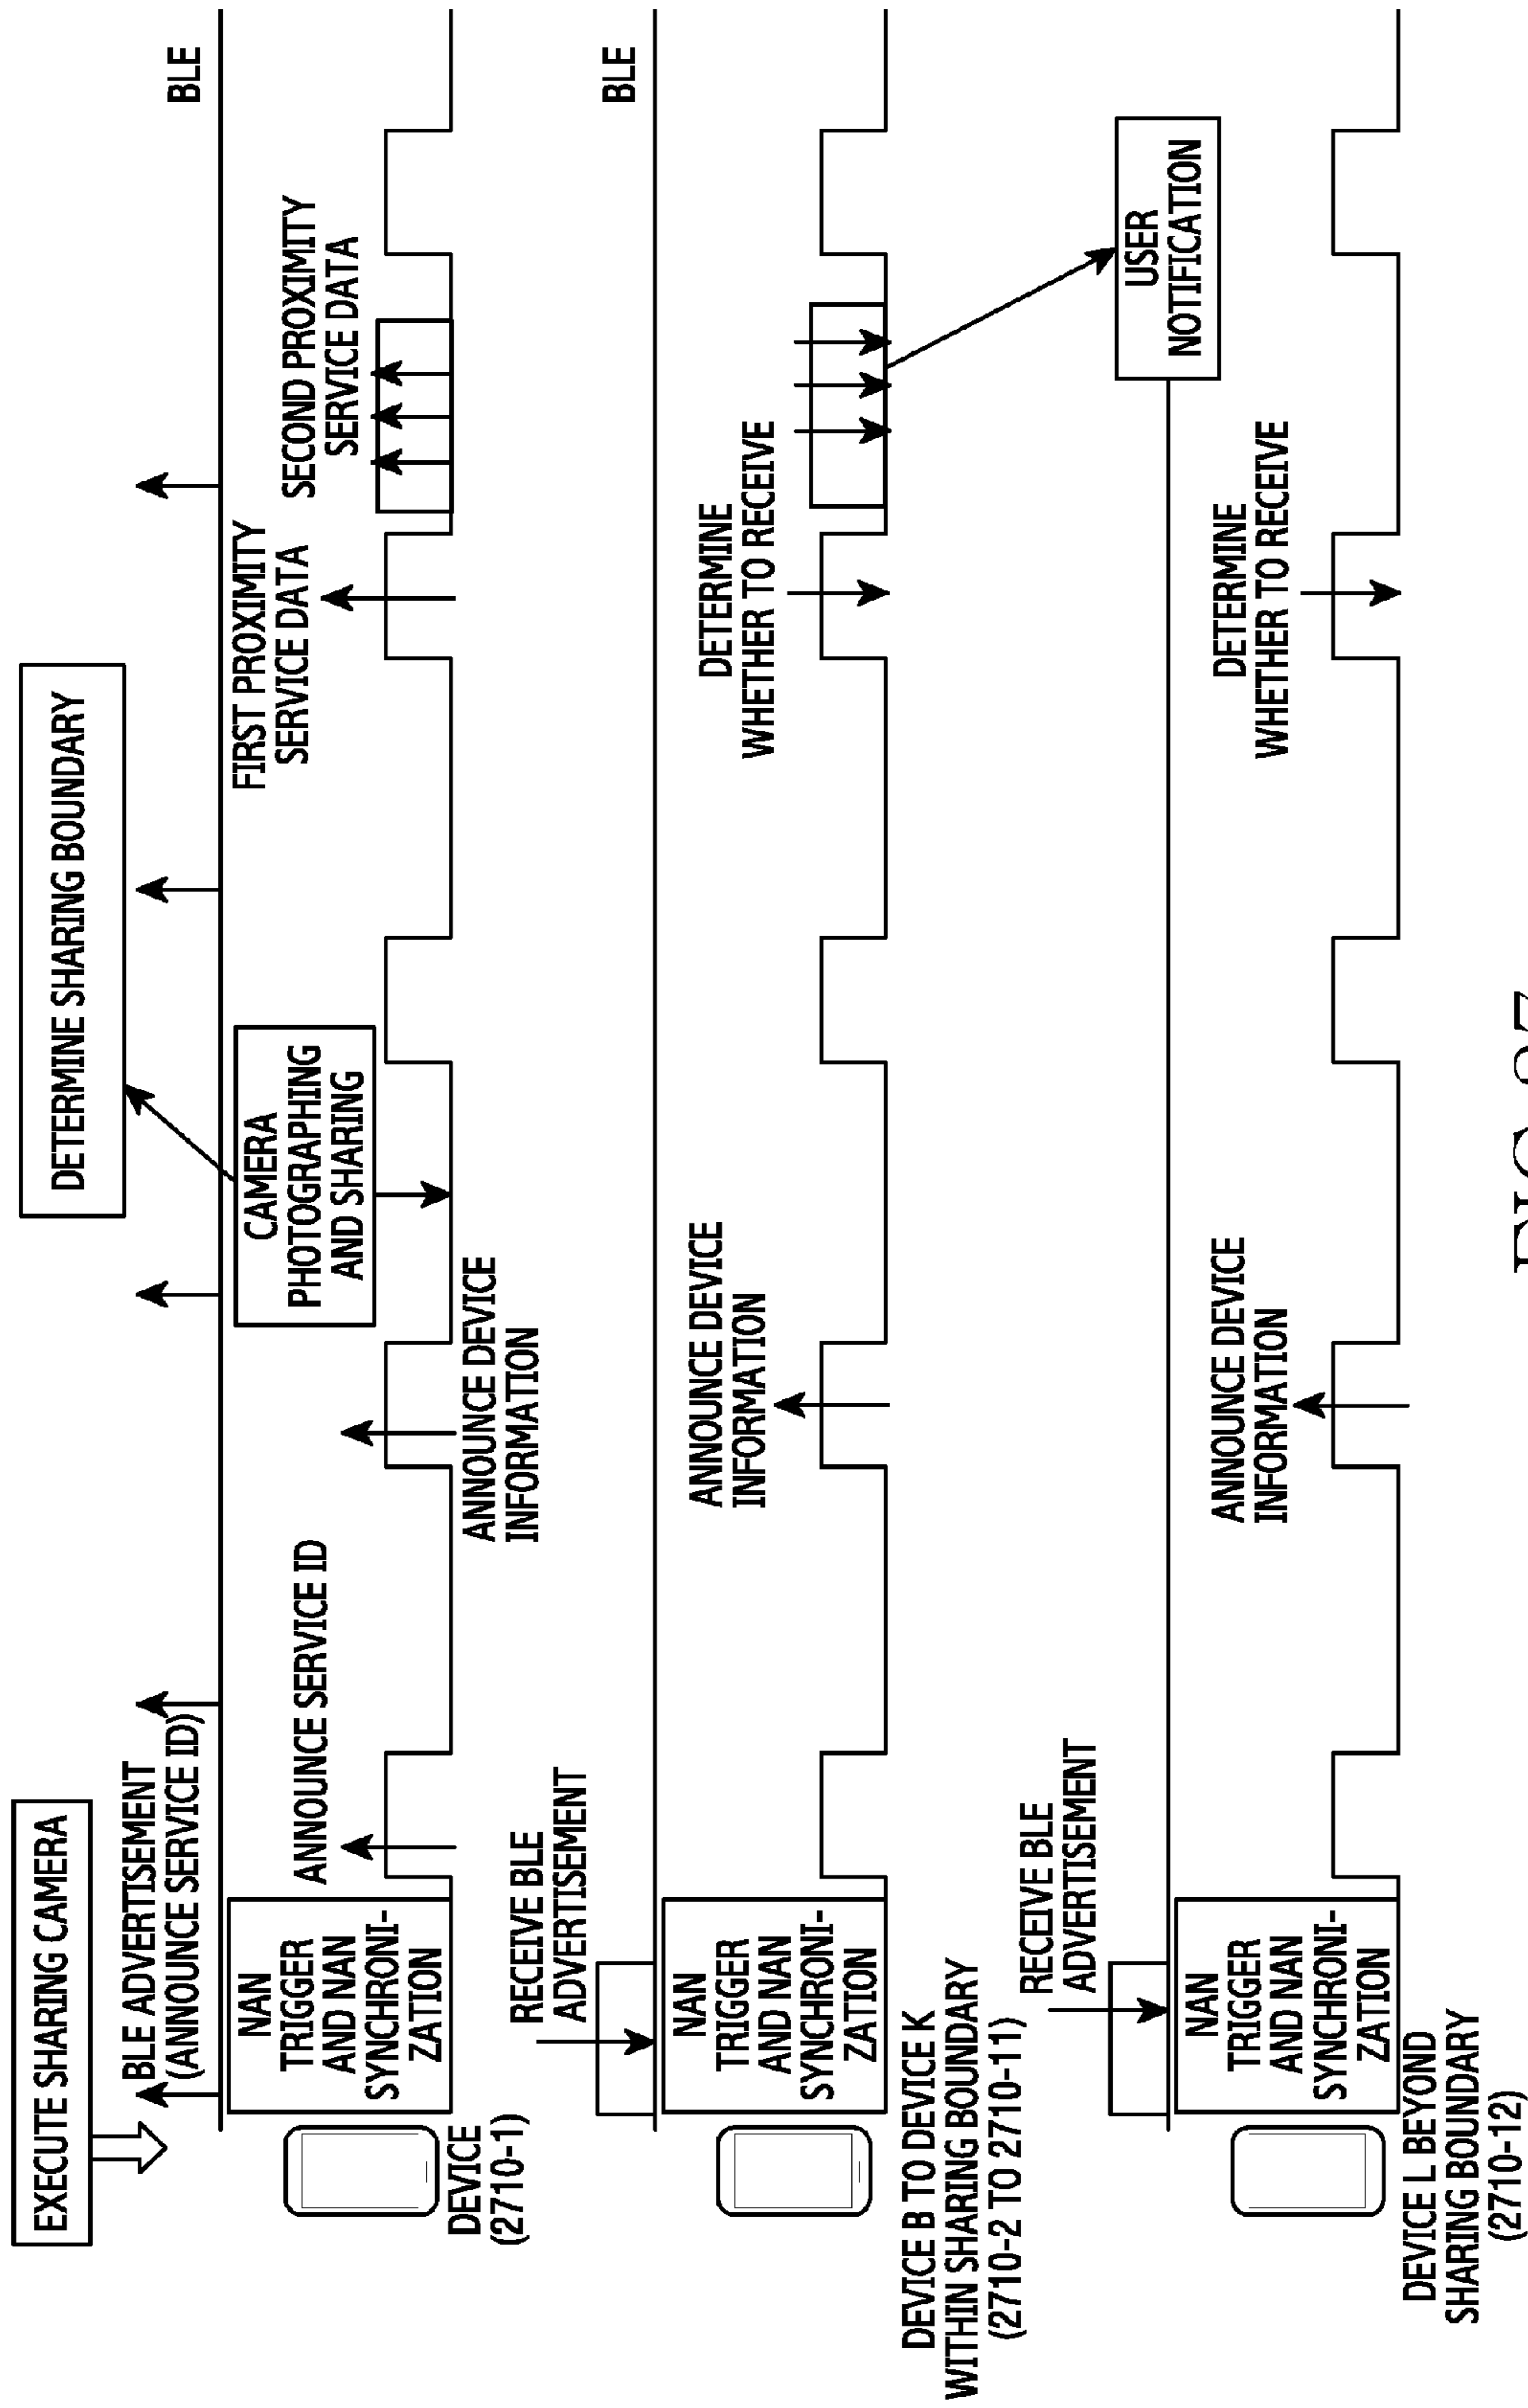 EXECUTE SHARING CAMERA
DETERMINE SHARING BOUNDARY
BLE ADVERTISEMENT
(ANNOUNCE SERVICE ID)
BLE
NAN
TRIGGER
AND NAN
SYNCHRONI-
ZATION
ANNOUNCE SERVICE ID
CAMERA
PHOTOGRAPHING
AND SHARING
FIRST PROXIMITY
SERVICE DATA
SECOND PROXIMITY
SERVICE DATA
DEVICE
(2710-1)
ANNOUNCE DEVICE
INFORMATION
RECEIVE BLE
ADVERTISEMENT
BLE
NAN
TRIGGER
AND NAN
SYNCHRONI-
ZATION
ANNOUNCE DEVICE
INFORMATION
DETERMINE
WHETHER TO RECEIVE
DEVICE B TO DEVICE K
WITHIN SHARING BOUNDARY
(2710-2 TO 2710-11)
RECEIVE BLE
ADVERTISEMENT
USER
NOTIFICATION
NAN
TRIGGER
AND NAN
SYNCHRONI-
ZATION
ANNOUNCE DEVICE
INFORMATION
DETERMINE
WHETHER TO RECEIVE
DEVICE L BEYOND
SHARING BOUNDARY
(2710-12)